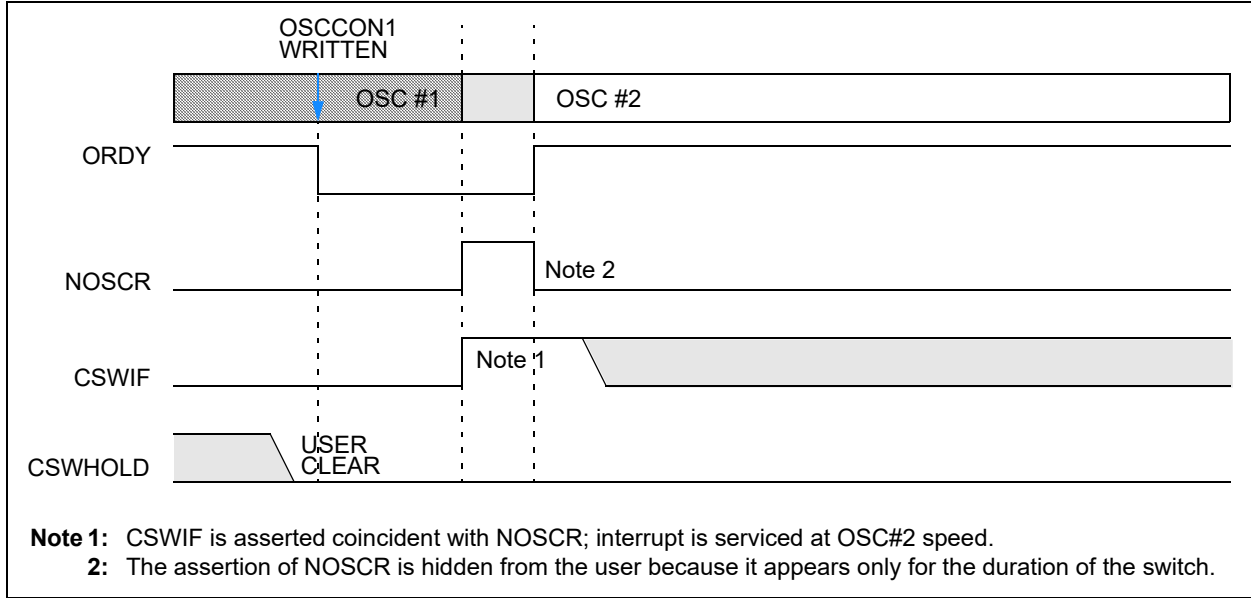 OSCCON1
WRITTEN
OSC #1
OSC #2
ORDY
NOSCR
Note 2
CSWIF
Note 1
CSWHOLD
USER
CLEAR
Note 1: CSWIF is asserted coincident with NOSCR; interrupt is serviced at OSC#2 speed.
2: The assertion of NOSCR is hidden from the user because it appears only for the duration of the switch.